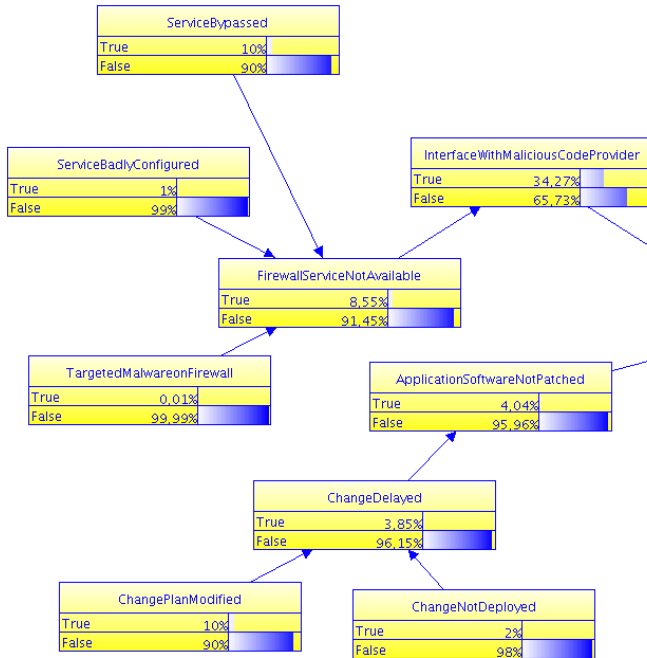 ServiceBypassed
True 10%
False 90%
ServiceBadlyConfigured
True 1%
False 99%
InterfaceWithMaliciousCodeProvider
True 34,27%
False 65,73%
FirewallServiceNotAvailable
True 8,55%
False 91,45%
TargetedMalwareonFirewall
True 0,01%
False 99,99%
ApplicationSoftwareNotPatched
True 4,04%
False 95,96%
ChangeDelayed
True 3,85%
False 96,15%
ChangePlanModified
True 10%
False 90%
ChangeNotDeployed
True 2%
False 98%